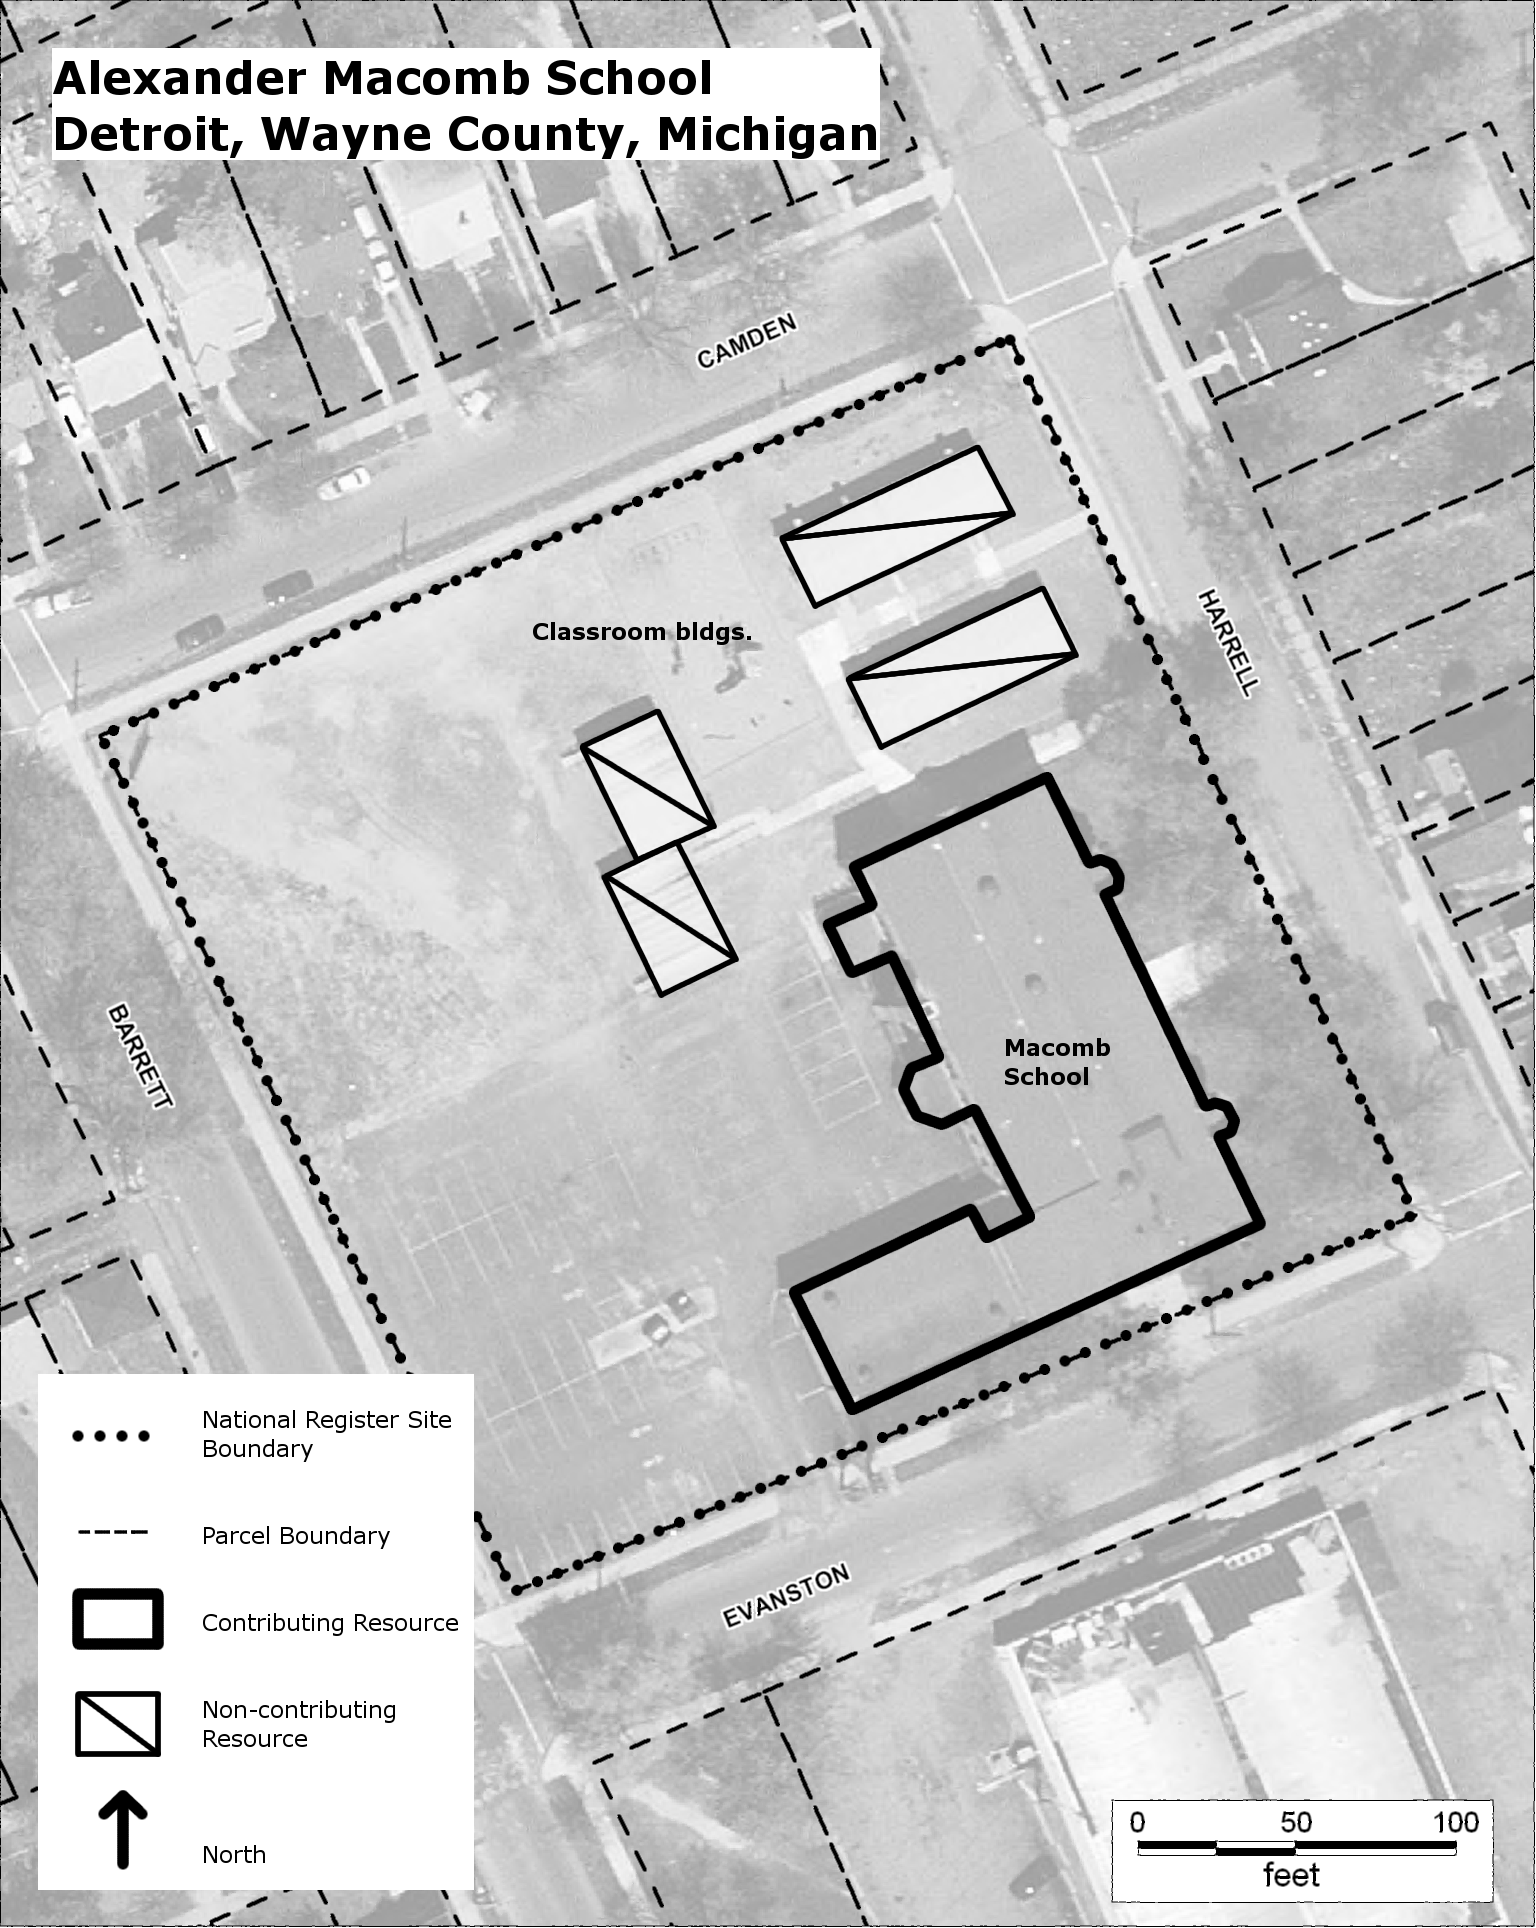 Alexander Macomb School
Detroit, Wayne County, Michigan
CAMDEN
HARRELL
Classroom bldgs.
BARRETT
Macomb
School
National Register Site
Boundary
Parcel Boundary
Contributing Resource
Non-contributing
Resource
North
EVANSTON
0 50 100
feet